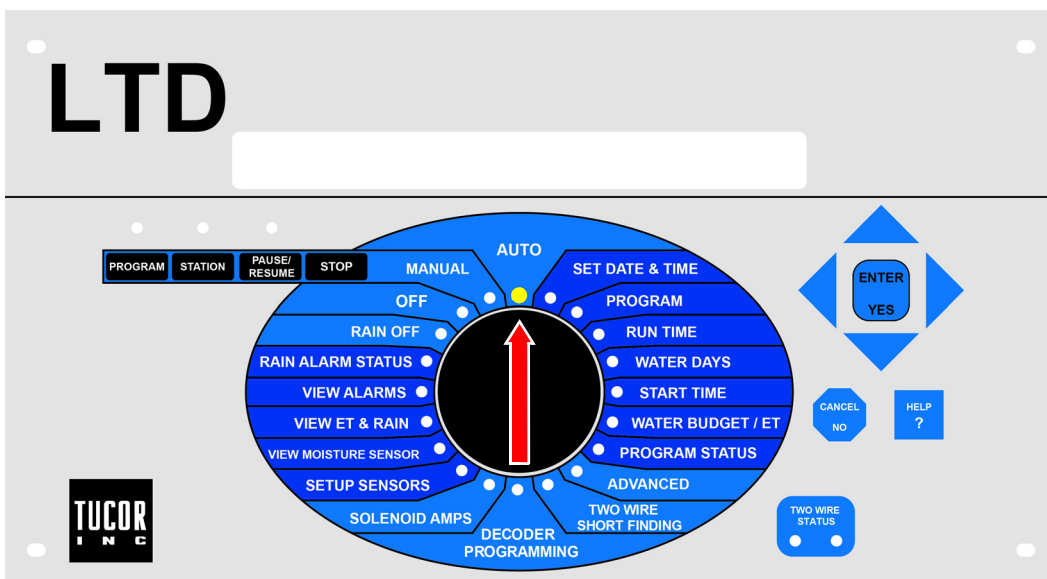 LTD
AUTO
PROGRAM
STATION
PAUSE/
RESUME
STOP
MANUAL
SET DATE & TIME
OFF
PROGRAM
RAIN OFF
RUN TIME
RAIN ALARM STATUS
WATER DAYS
VIEW ALARMS
START TIME
VIEW ET & RAIN
WATER BUDGET / ET
VIEW MOISTURE SENSOR
PROGRAM STATUS
SETUP SENSORS
ADVANCED
SOLENOID AMPS
TWO WIRE
SHORT FINDING
DECODER
PROGRAMMING
ENTER
YES
CANCEL
NO
HELP
?
TWO WIRE
STATUS
TUCOR
INC